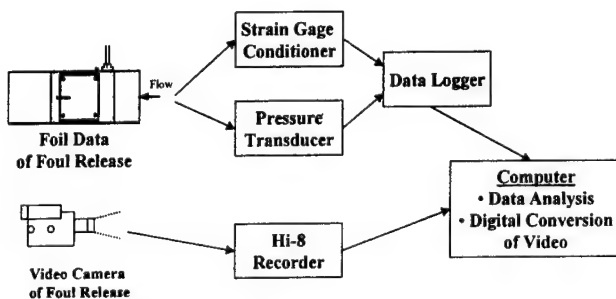 Strain Gage
Conditioner
Flow
Data Logger
Foil Data
of Foul Release
Pressure
Transducer
Computer
• Data Analysis
• Digital Conversion
of Video
Hi-8
Recorder
Video Camera
of Foul Release